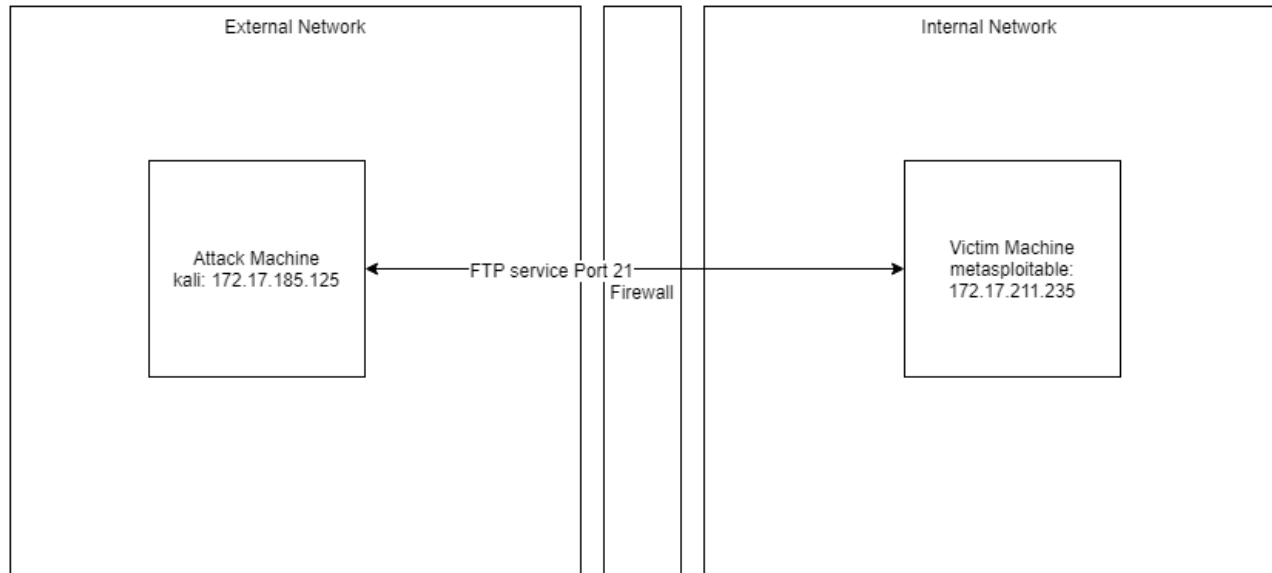 External Network
Internal Network
Attack Machine
kali: 172.17.185.125
FTP service Port 21
Firewall
Victim Machine
metasploitable:
172.17.211.235